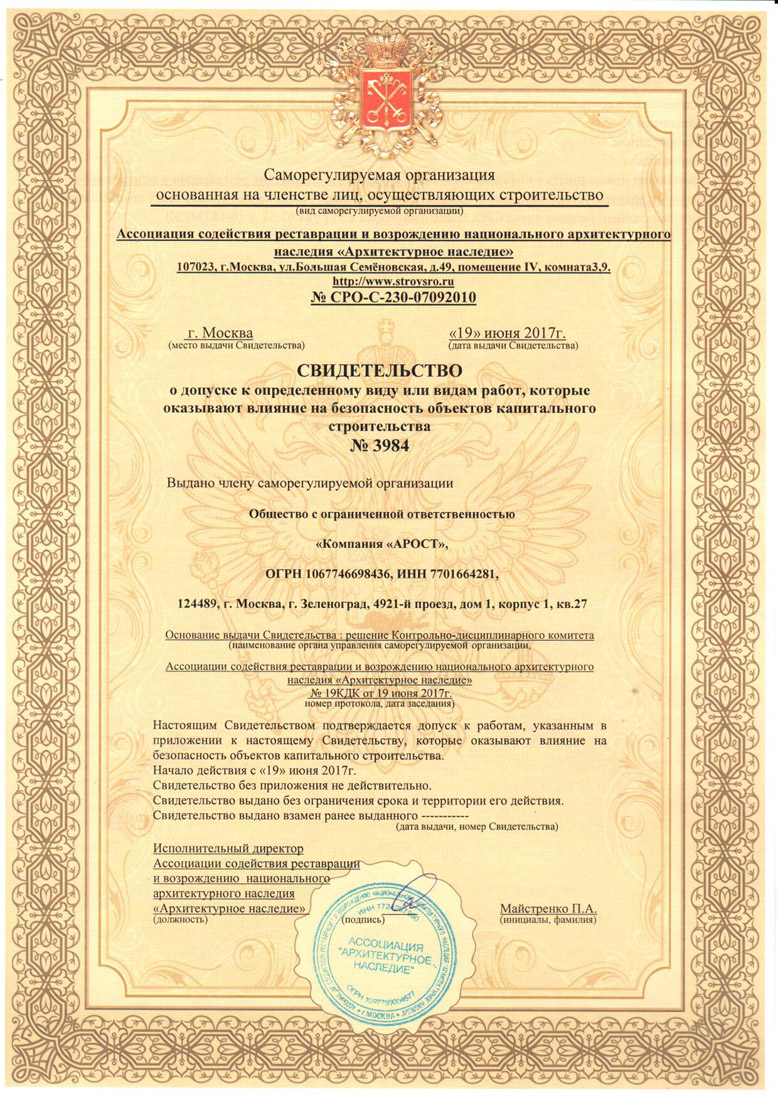 Саморегулируемая организация
основанная на членстве лиц, осуществляющих строительство
(вид саморегулируемой организации)
Ассоциация содействия реставрации и возрождению национального архитектурного
наследия «Архитектурное наследие»
107023, г.Москва, ул.Большая Семёновская, д.49, помещение IV, комната3,9.
http://www.stroysro.ru
№ СРО-С-230-07092010
г. Москва «19» июня 2017г.
(место выдачи Свидетельства) (дата выдачи Свидетельства)
СВИДЕТЕЛЬСТВО
о допуске к определенному виду или видам работ, которые
оказывают влияние на безопасность объектов капитального
строительства
№ 3984
Выдано члену саморегулируемой организации
Общество с ограниченной ответственностью
«Компания «АРОСТ»,
ОГРН 1067746698436, ИНН 7701664281,
124489, г. Москва, г. Зеленоград, 4921-й проезд, дом 1, корпус 1, кв.27
Основание выдачи Свидетельства : решение Контрольно-дисциплинарного комитета
(наименование органа управления саморегулируемой организации,
Ассоциации содействия реставрации и возрождению национального архитектурного
наследия «Архитектурное наследие»
№ 19КДК от 19 июня 2017г.
номер протокола, дата заседания)
Настоящим Свидетельством подтверждается допуск к работам, указанным в
приложении к настоящему Свидетельству, которые оказывают влияние на
безопасность объектов капитального строительства.
Начало действия с «19» июня 2017г.
Свидетельство без приложения не действительно.
Свидетельство выдано без ограничения срока и территории его действия.
Свидетельство выдано взамен ранее выданного -----------
(дата выдачи, номер Свидетельства)
Исполнительный директор
Ассоциации содействия реставрации
и возрождению национального
архитектурного наследия
«Архитектурное наследие» Майстренко П.А.
(должность) (подпись) (инициалы, фамилия)
АССОЦИАЦИЯ
"АРХИТЕКТУРНОЕ
НАСЛЕДИЕ"
г МОСКВА